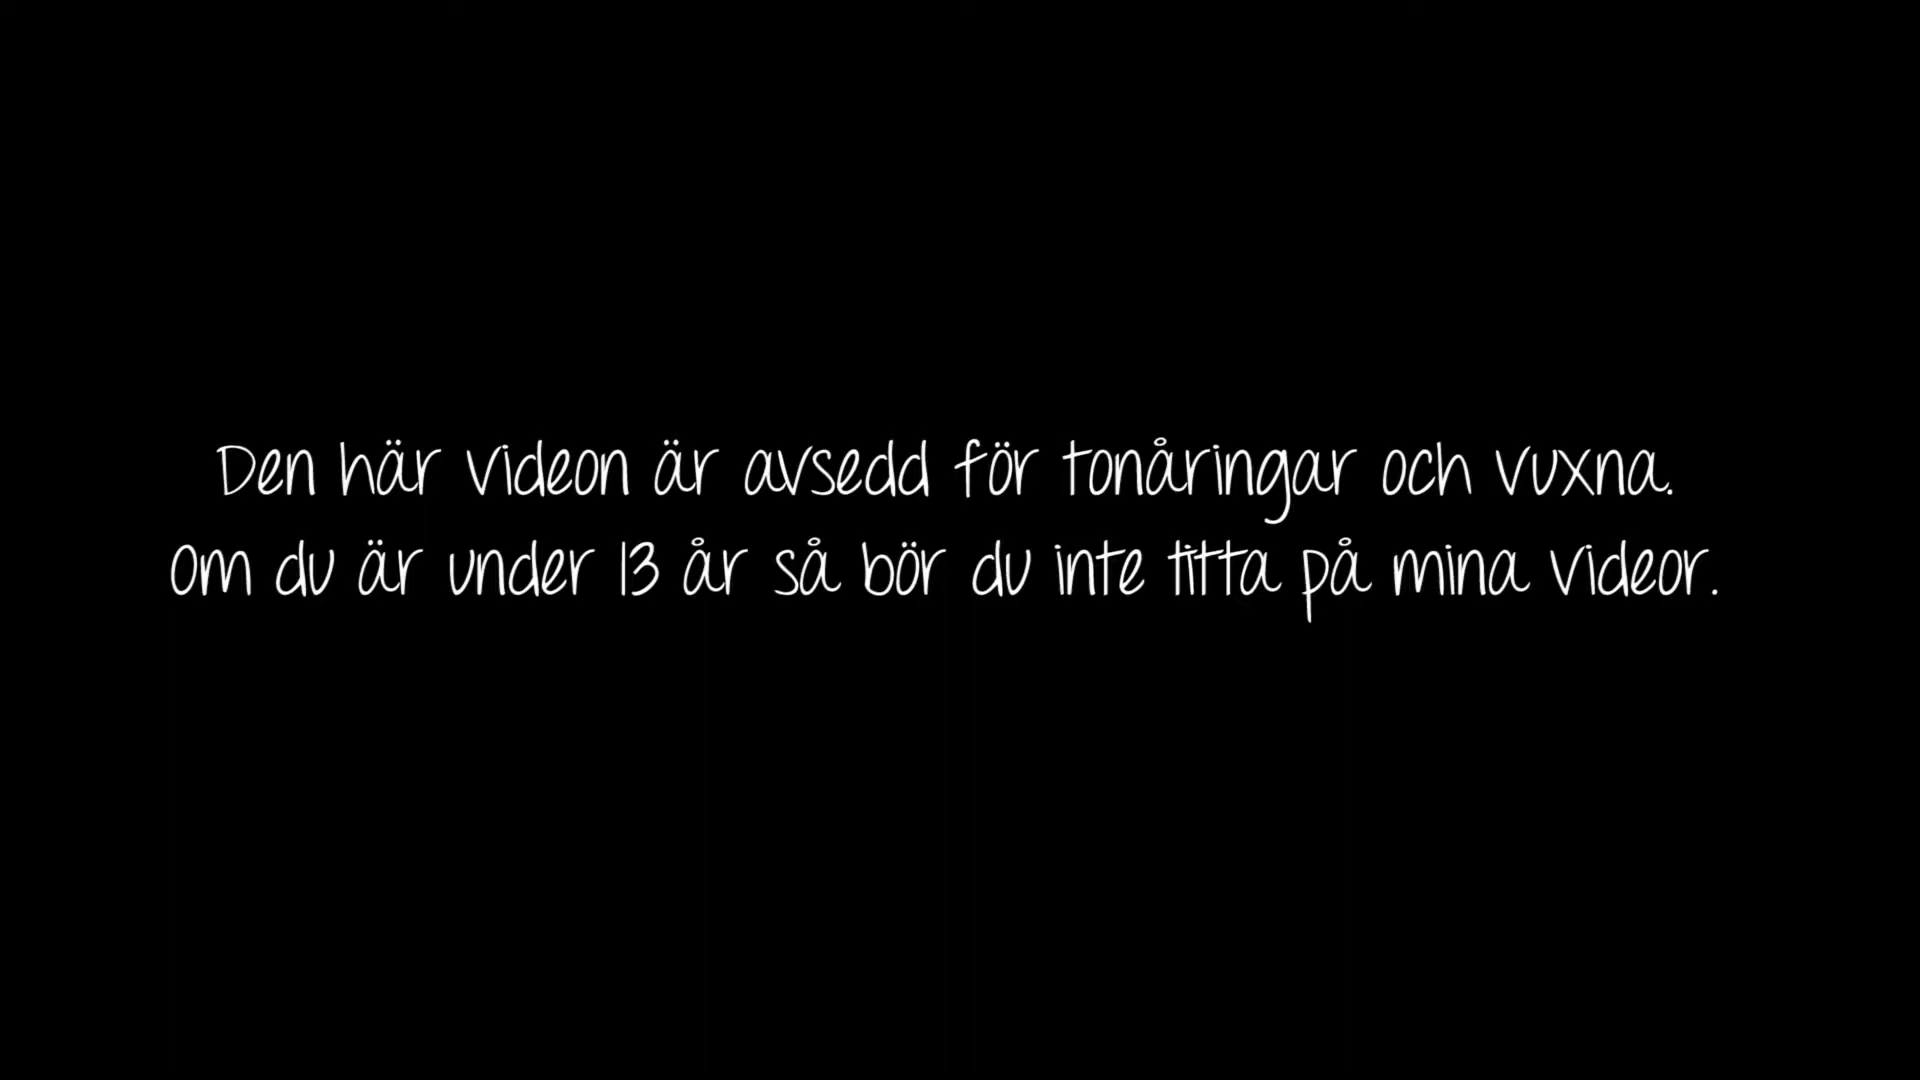 Den här videon är avsedd för tonåringar och vuxna.
Om du är under 13 år så bör du inte titta på mina videor.